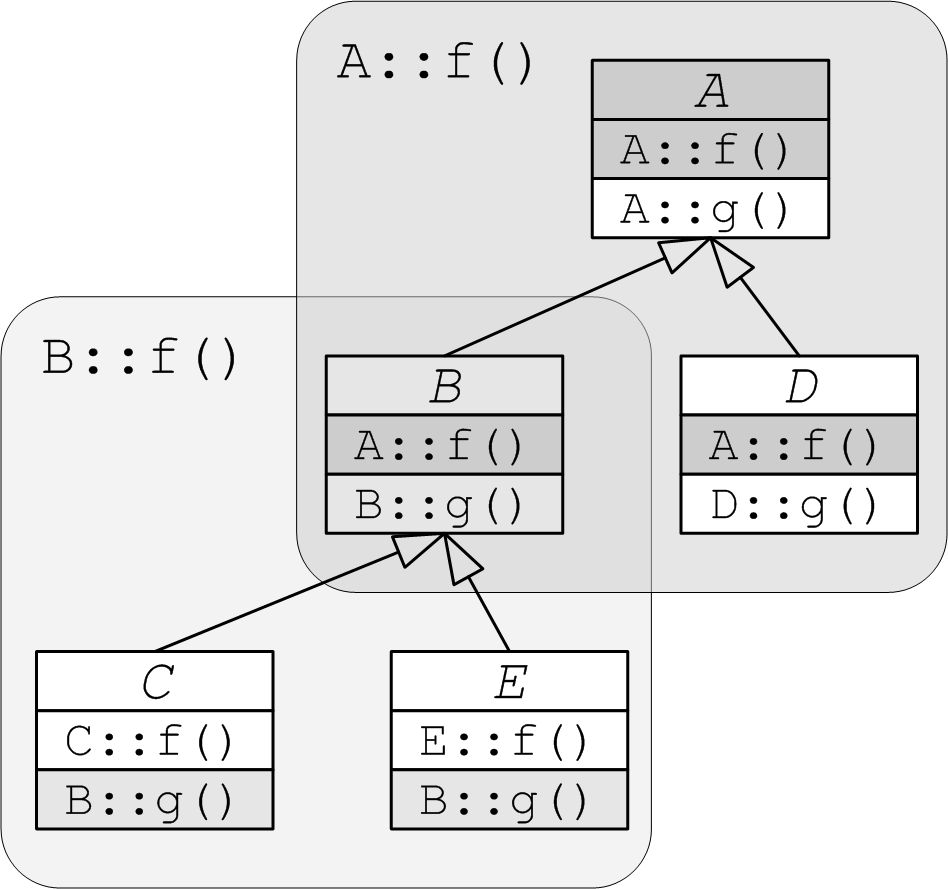 A::f()
A
A::f()
A::g()
B::f()
B
A::f()
B::g()
D
A::f()
D::g()
C
C::f()
B::g()
E
E::f()
B::g()